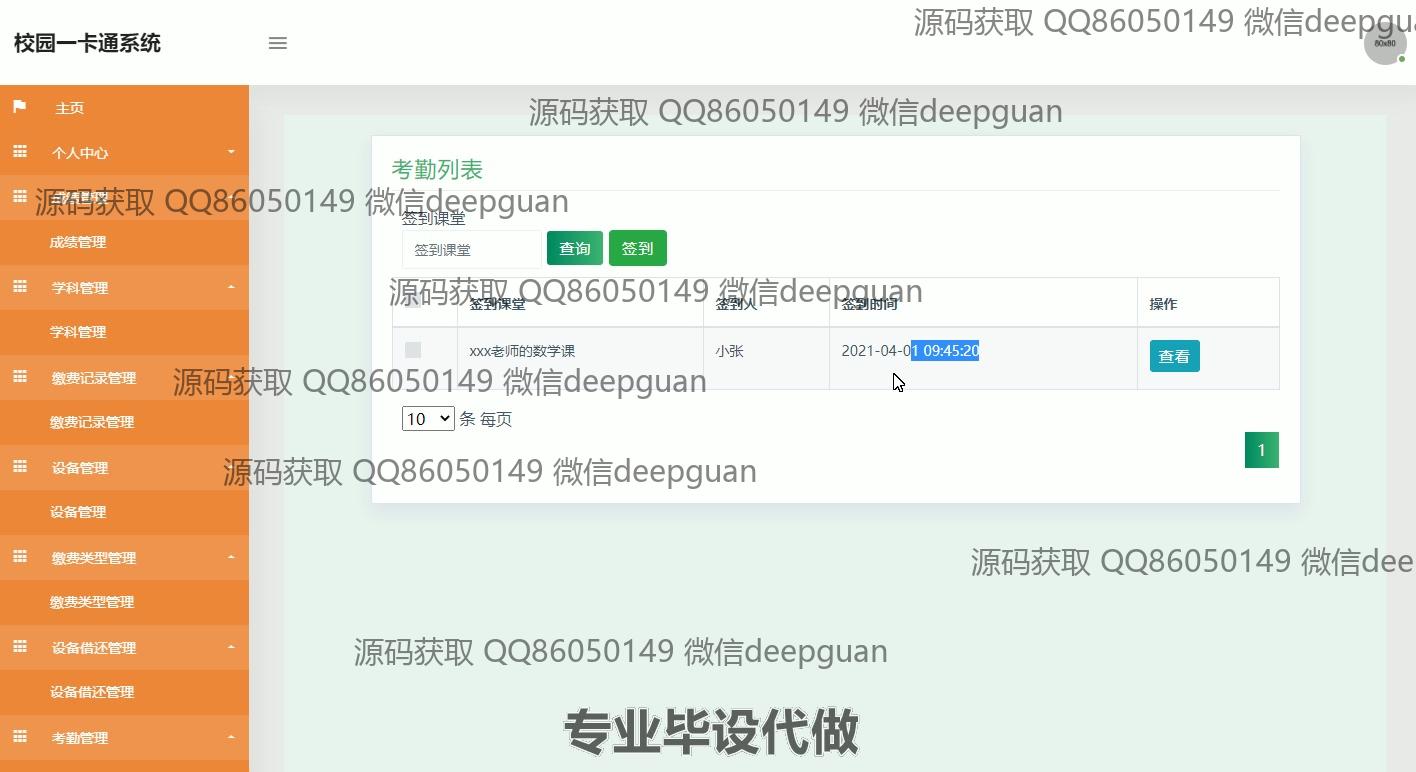 源码获取 QQ86050149 微信deepgu
校园一卡通系统
80x80
主页
源码获取 QQ86050149 微信deepguan
个人中心
考勤列表
源码获取 QQ86050149 微信deepguan
签到课堂
成绩管理
签到课堂
查询
签到
学科管理
源码获取 QQ86050149 微信deepguan
签到课堂
签到人
签到时间
操作
学科管理
xxx老师的数学课
小张
2021-04-01 09:45:20
查看
缴费记录管理
源码获取 QQ86050149 微信deepguan
缴费记录管理
10
条 每页
1
设备管理
源码获取 QQ86050149 微信deepguan
设备管理
缴费类型管理
源码获取 QQ86050149 微信dee
缴费类型管理
设备借还管理
源码获取 QQ86050149 微信deepguan
设备借还管理
考勤管理
专业毕设代做